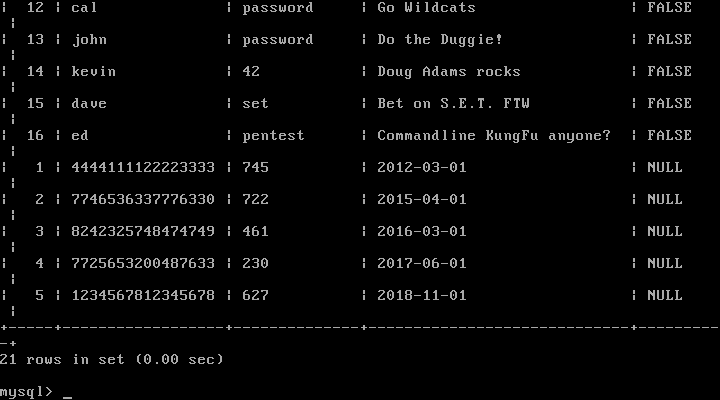 ¦ 12 ¦ cal ¦ password ¦ Go Wildcats ¦ FALSE
¦
¦ 13 ¦ john ¦ password ¦ Do the Duggie! ¦ FALSE
¦
¦ 14 ¦ kevin ¦ 42 ¦ Doug Adams rocks ¦ FALSE
¦
¦ 15 ¦ dave ¦ set ¦ Bet on S.E.T. FTW ¦ FALSE
¦
¦ 16 ¦ ed ¦ pentest ¦ Commandline KungFu anyone? ¦ FALSE
¦
¦ 1 ¦ 4444111122223333 ¦ 745 ¦ 2012-03-01 ¦ NULL
¦
¦ 2 ¦ 7746536337776330 ¦ 722 ¦ 2015-04-01 ¦ NULL
¦
¦ 3 ¦ 8242325748474749 ¦ 461 ¦ 2016-03-01 ¦ NULL
¦
¦ 4 ¦ 7725653200487633 ¦ 230 ¦ 2017-06-01 ¦ NULL
¦
¦ 5 ¦ 1234567812345678 ¦ 627 ¦ 2018-11-01 ¦ NULL
¦
+-----+-------------------+--------------+-----------------------------+---------
-+
21 rows in set (0.00 sec)
mysql> _